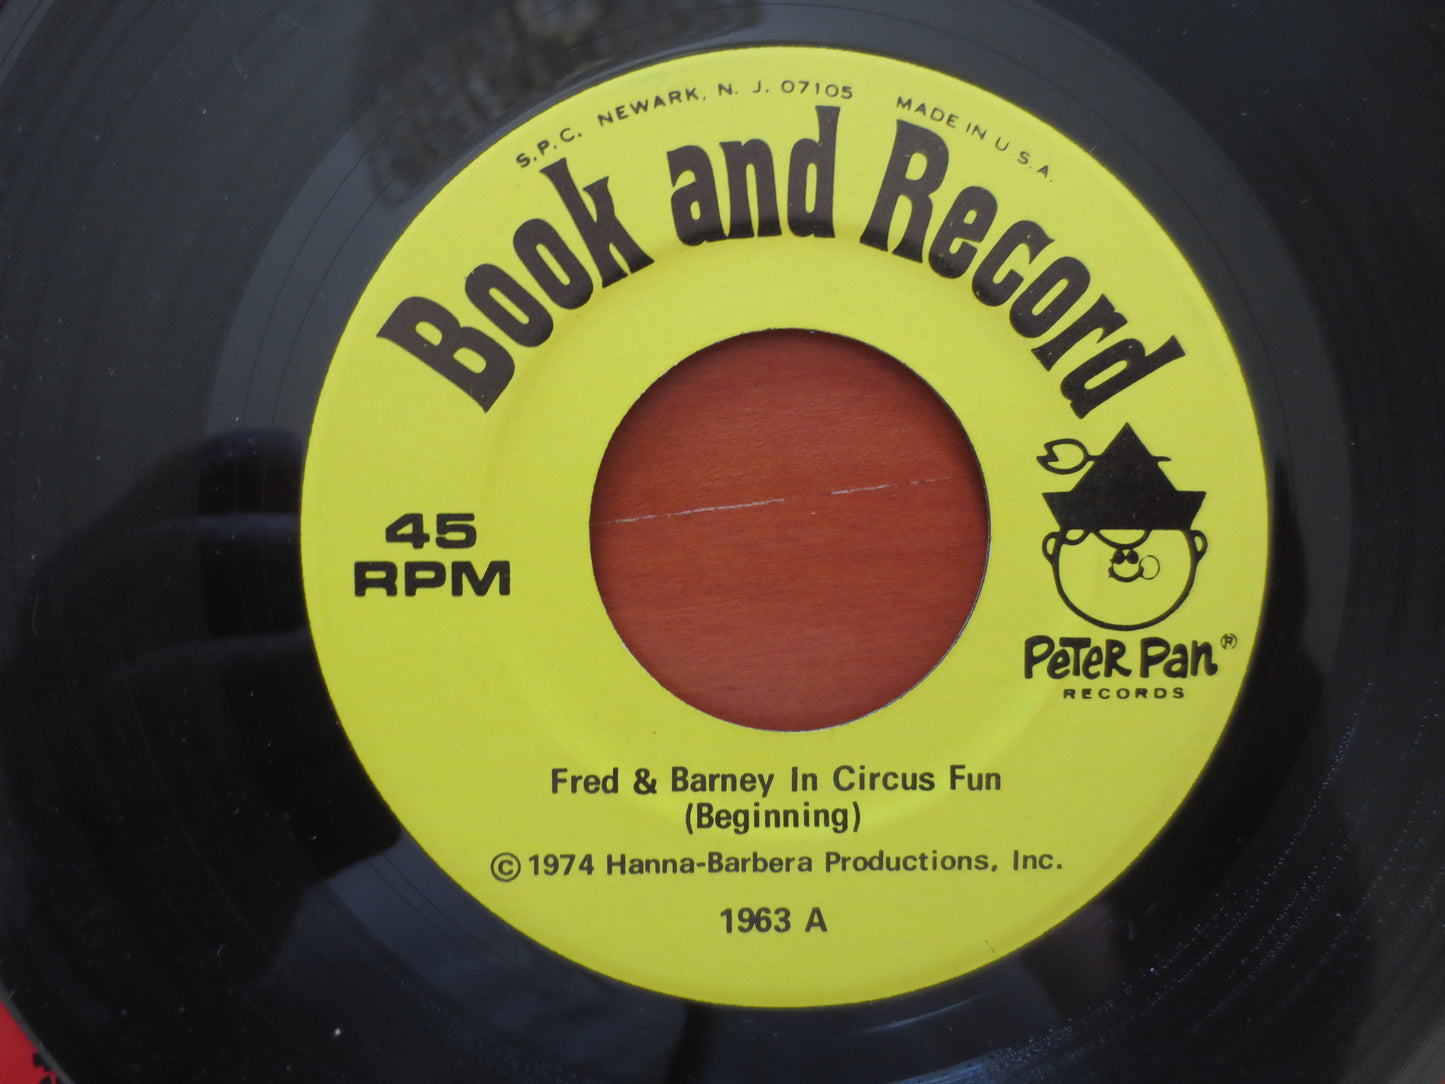 S.P.C. NEWARK, N. J. 07105 MADE IN U.S.A.
Book and Record
45
RPM
Peter Pan ®
RECORDS
Fred & Barney In Circus Fun
(Beginning)
© 1974 Hanna-Barbera Productions, Inc.
1963 A